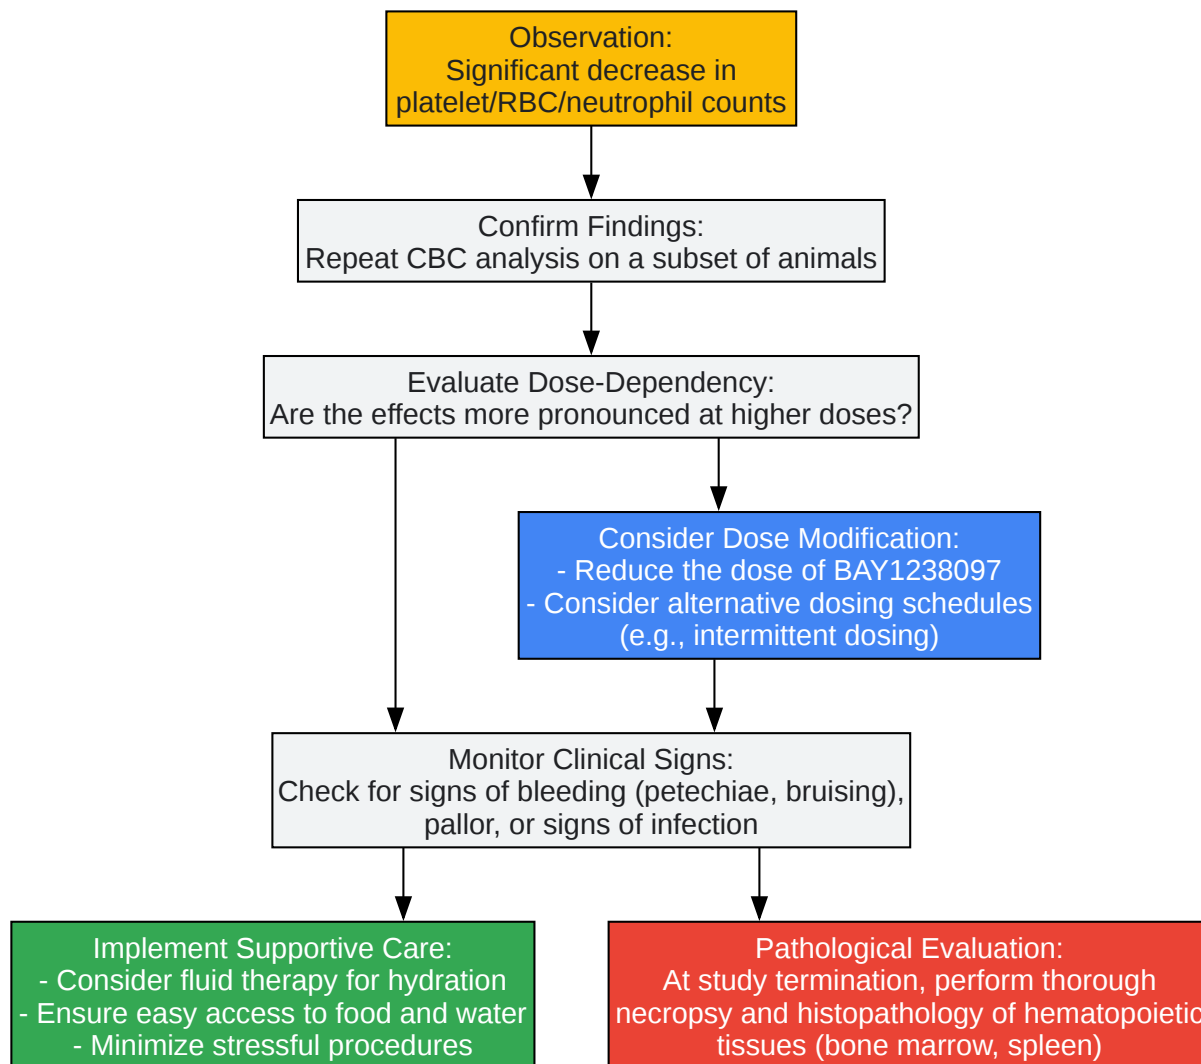 Observation:
Significant decrease in
platelet/RBC/neutrophil counts
Confirm Findings:
Repeat CBC analysis on a subset of animals
Evaluate Dose-Dependency:
Are the effects more pronounced at higher doses?
Consider Dose Modification:
- Reduce the dose of BAY1238097
- Consider alternative dosing schedules
(e.g., intermittent dosing)
Monitor Clinical Signs:
Check for signs of bleeding (petechiae, bruising),
pallor, or signs of infection
Implement Supportive Care:
- Consider fluid therapy for hydration
- Ensure easy access to food and water
- Minimize stressful procedures
Pathological Evaluation:
At study termination, perform thorough
necropsy and histopathology of hematopoietic
tissues (bone marrow, spleen)